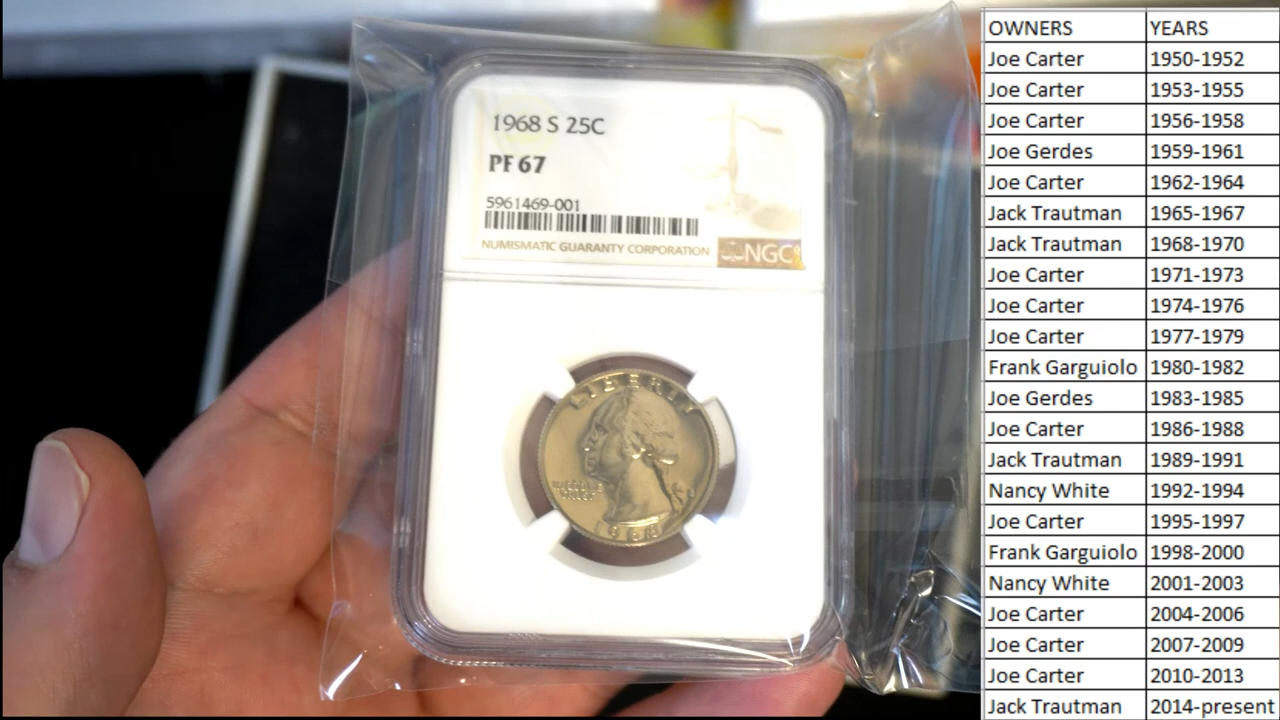 1968 S 25C
PF 67
5961469-001
NUMISMATIC GUARANTY CORPORATION
NGC
LIBERTY
OWNERS YEARS
Joe Carter 1950-1952
Joe Carter 1953-1955
Joe Carter 1956-1958
Joe Gerdes 1959-1961
Joe Carter 1962-1964
Jack Trautman 1965-1967
Jack Trautman 1968-1970
Joe Carter 1971-1973
Joe Carter 1974-1976
Joe Carter 1977-1979
Frank Garguiolo 1980-1982
Joe Gerdes 1983-1985
Joe Carter 1986-1988
Jack Trautman 1989-1991
Nancy White 1992-1994
Joe Carter 1995-1997
Frank Garguiolo 1998-2000
Nancy White 2001-2003
Joe Carter 2004-2006
Joe Carter 2007-2009
Joe Carter 2010-2013
Jack Trautman 2014-present